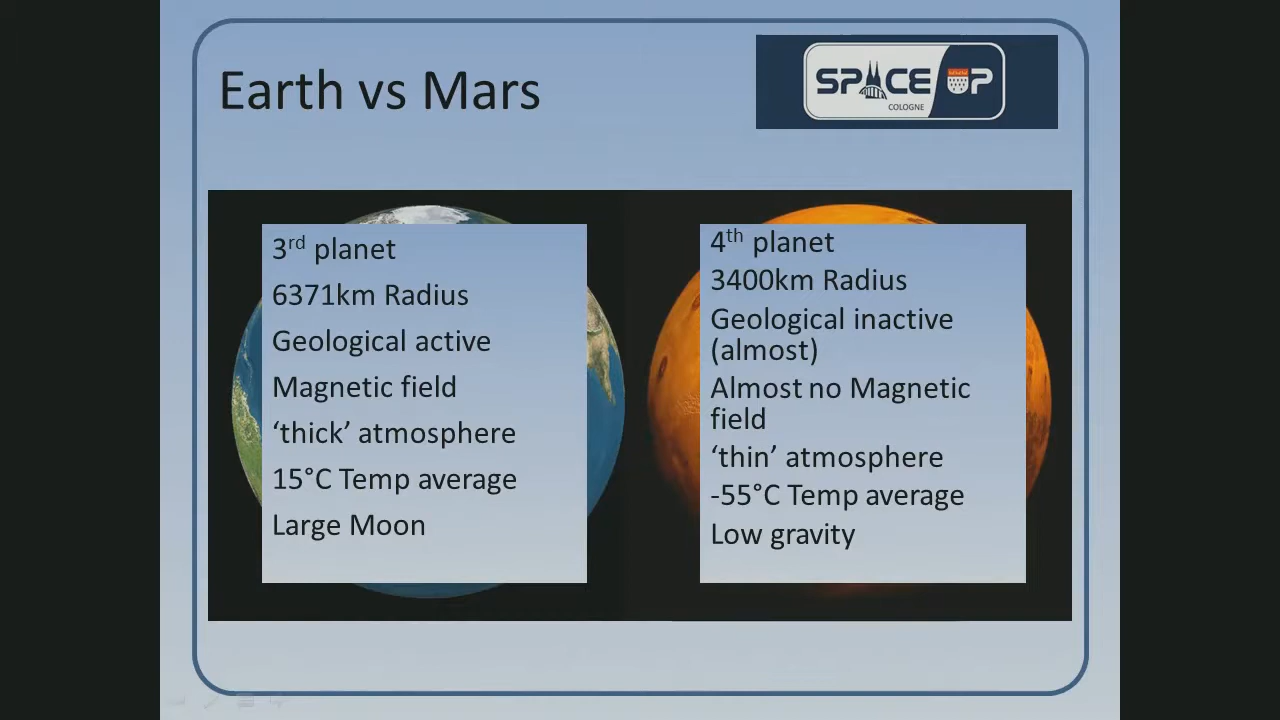 Earth vs Mars
SPACE UP
COLOGNE
3rd planet
6371km Radius
Geological active
Magnetic field
‘thick’ atmosphere
15°C Temp average
Large Moon
4th planet
3400km Radius
Geological inactive
(almost)
Almost no Magnetic
field
‘thin’ atmosphere
-55°C Temp average
Low gravity